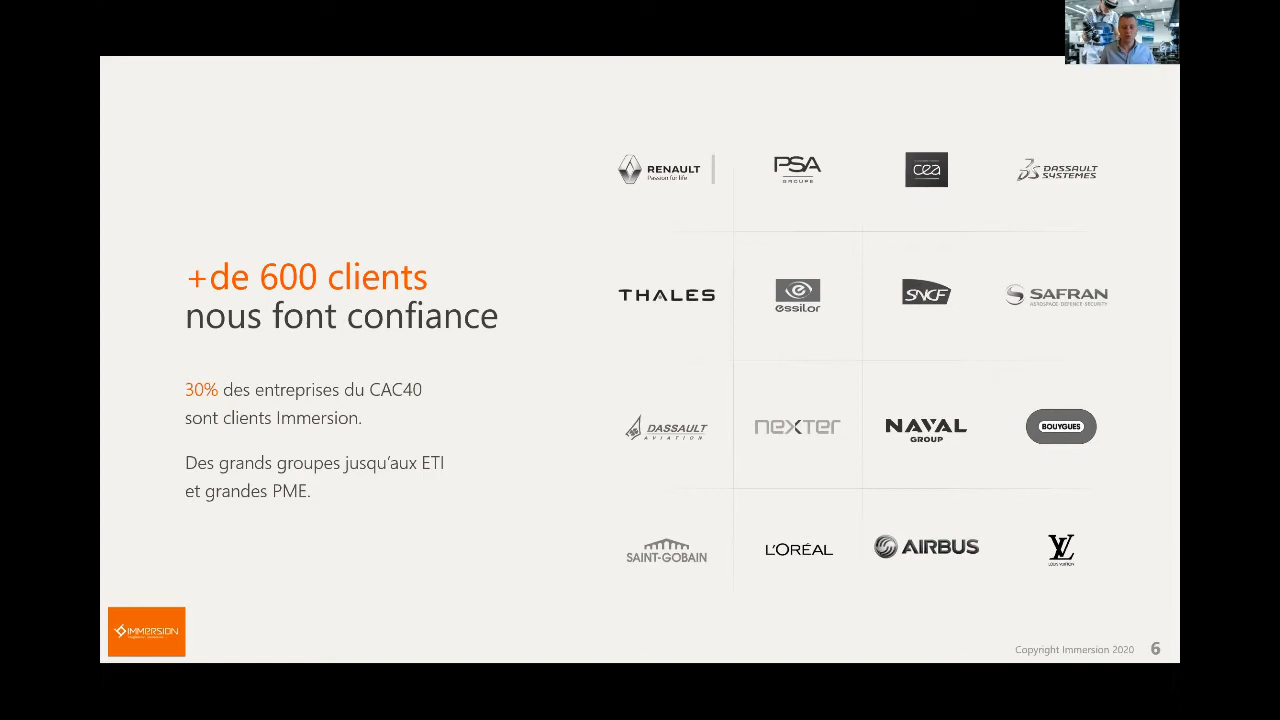 +de 600 clients
nous font confiance
30% des entreprises du CAC40
sont clients Immersion.
Des grands groupes jusqu'aux ETI
et grandes PME.
RENAULT
Passion for life
PSA
GROUPE
cea
DASSAULT
SYSTEMES
THALES
essilor
SNCF
SAFRAN
AEROSPACE DEFENCE SECURITY
DASSAULT
AVIATION
nexter
NAVAL
GROUP
BOUYGUES
SAINT-GOBAIN
L'ORÉAL
AIRBUS
LV
LOUIS VUITTON
IMMERSION
Copyright Immersion 2020
6